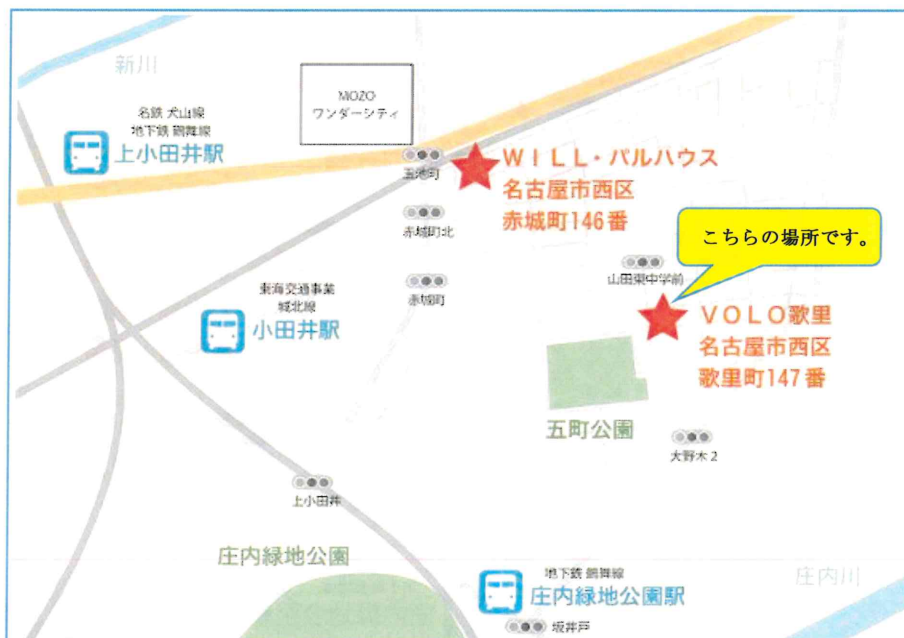 新川
MOZO
ワンダーシティ
名鉄 犬山線
地下鉄 鶴舞線
上小田井駅
玉池町
WILL・パルハウス
名古屋市西区
赤城町146番
赤城町北
こちらの場所です。
山田東中学前
東海交通事業
城北線
小田井駅
赤城町
VOLO歌里
名古屋市西区
歌里町147番
五町公園
大野木2
上小田井
庄内緑地公園
地下鉄 鶴舞線
庄内緑地公園駅
庄内川
坂井戸